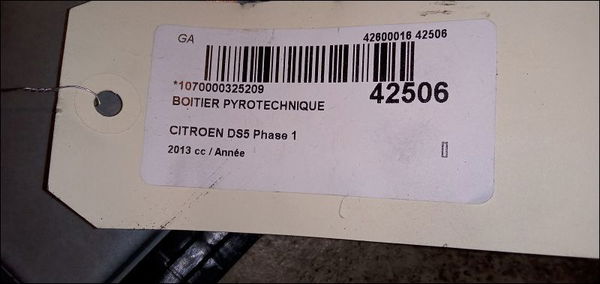 GA 42600016 42506
*1070000325209
42506
BOITIER PYROTECHNIQUE
CITROEN DS5 Phase 1
2013 cc / Année